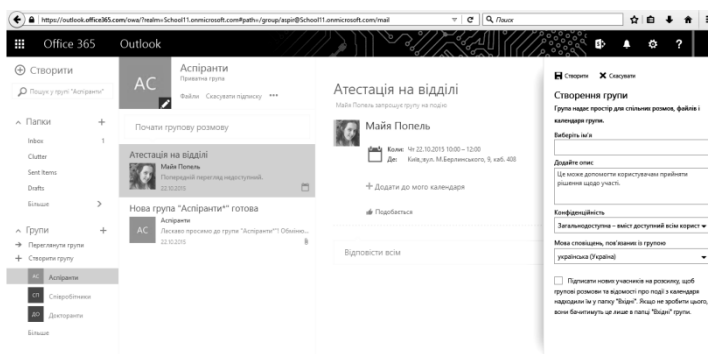 https://outlook.office365.com/owa/?realm=School11.onmicrosoft.com#path=/group/aspir@School11.onmicrosoft.com/mail
Поиск
Office 365
Outlook
?
Створити
Пошук у групі "Аспіранти"
Папки
Inbox 1
Clutter
Sent Items
Drafts
Більше
Групи
Переглянути групи
Створити групу
АС Аспіранти
СП Співробітники
ДО Докторанти
Більше
АС
Аспіранти
Приватна група
Файли Скасувати підписку •••
Почати групову розмову
Атестація на відділі
Майя Попель
Попередній перегляд недоступний.
22.10.2015
Нова група "Аспіранти*" готова
АС
Аспіранти
Ласкаво просимо до групи "Аспіранти*"! Обміню...
22.10.2015
Атестація на відділі
Майя Попель запрошує групу на подію
Майя Попель
Коли: Чт 22.10.2015 10:00 – 12:00
Де: Київ,вул. М.Берлинського, 9, каб. 408
Додати до мого календаря
Подобається
Відповісти всім
Створити Скасувати
Створення групи
Група надає простір для спільних розмов, файлів і
календаря групи.
Виберіть ім'я
Додайте опис
Це може допомогти користувачам прийняти
рішення щодо участі.
Конфіденційність
Загальнодоступна – вміст доступний всім корист
Мова сповіщень, пов'язаних із групою
українська (Україна)
Підписати нових учасників на розсилку, щоб
групові розмови та відомості про події з календаря
надходили їм у папку "Вхідні". Якщо не зробити цього,
вони бачитимуть це лише в папці "Вхідні" групи.